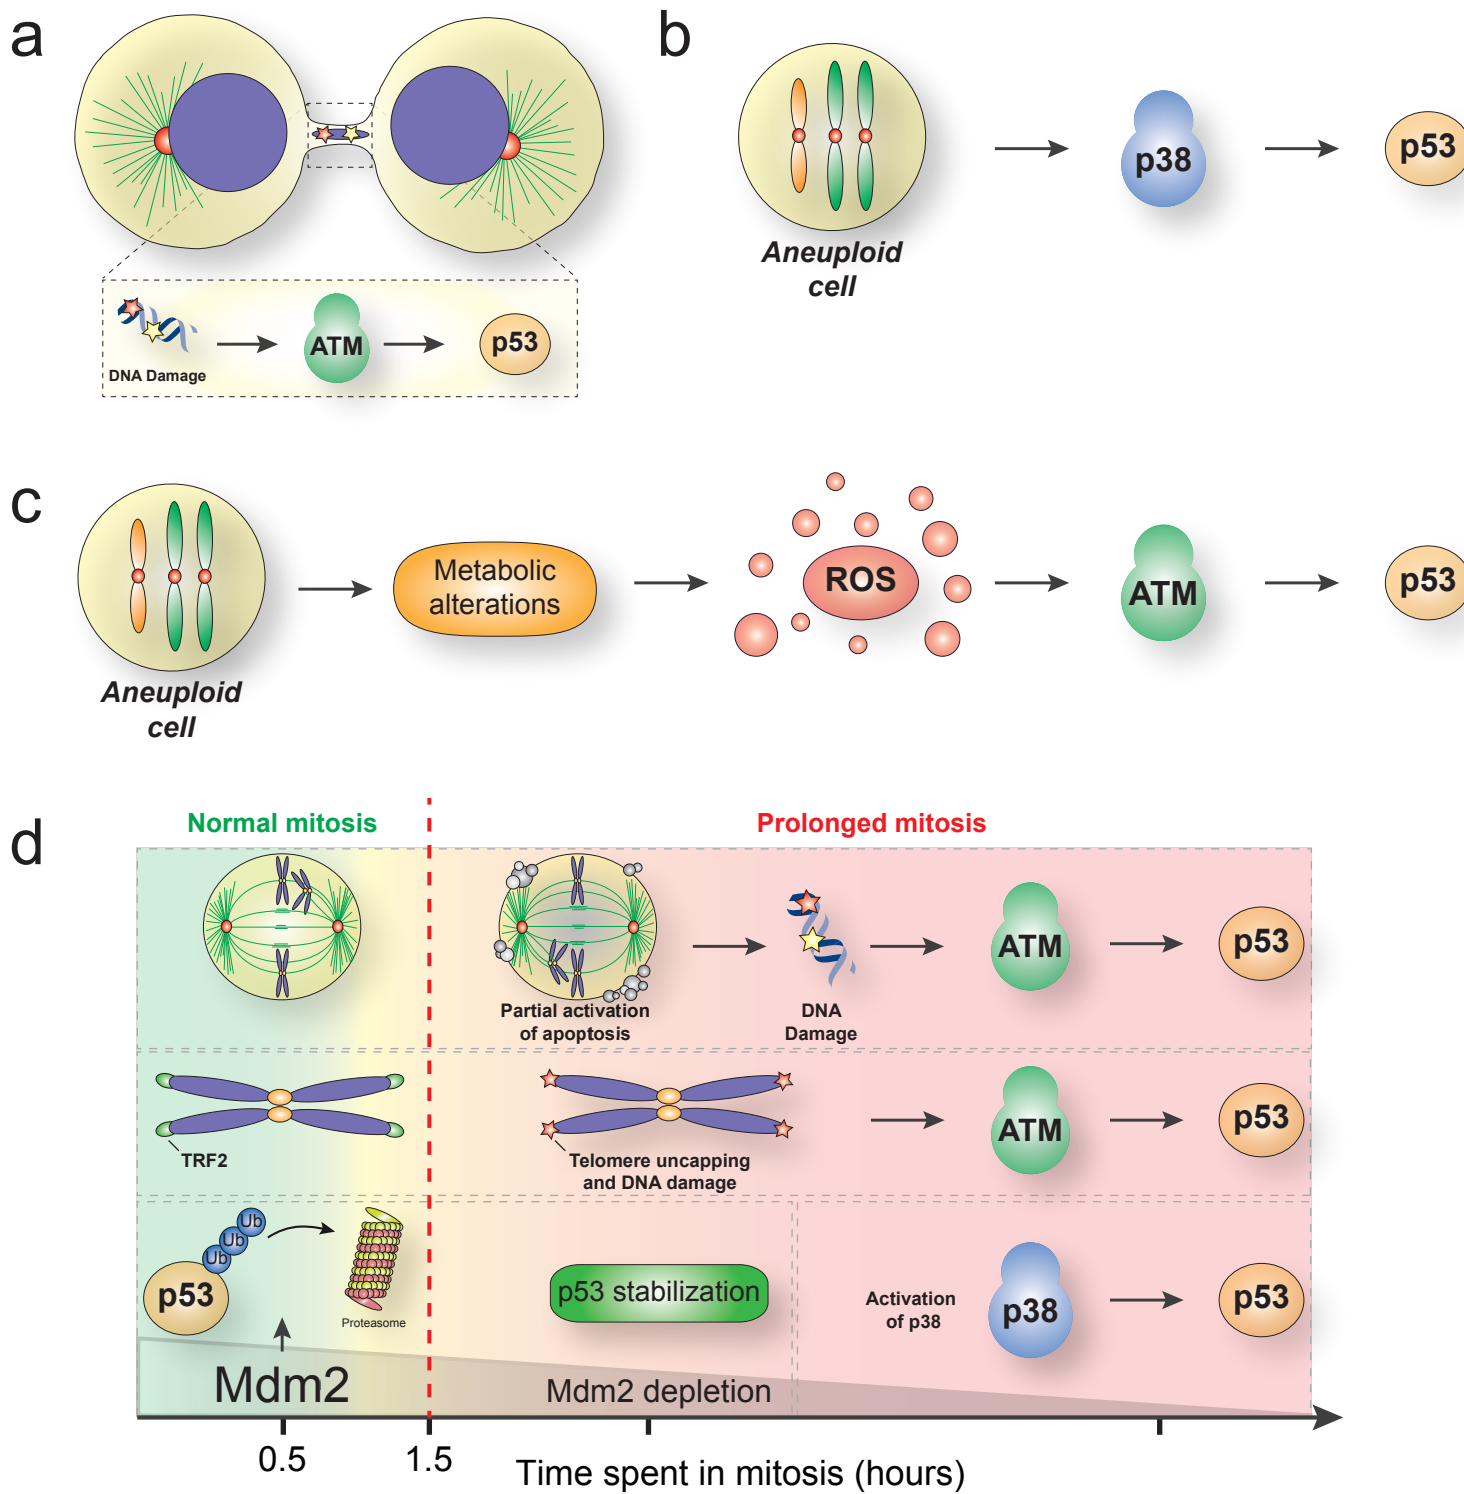 a
b
p38
p53
Aneuploid
cell
DNA Damage
ATM
p53
c
Metabolic
alterations
ROS
ATM
p53
Aneuploid
cell
d
Normal mitosis
Prolonged mitosis
Partial activation
of apoptosis
DNA
Damage
ATM
p53
TRF2
Telomere uncapping
and DNA damage
ATM
p53
Ub
Ub
Ub
p53
Proteasome
p53 stabilization
Activation
of p38
p38
p53
Mdm2
Mdm2 depletion
0.5
1.5
Time spent in mitosis (hours)